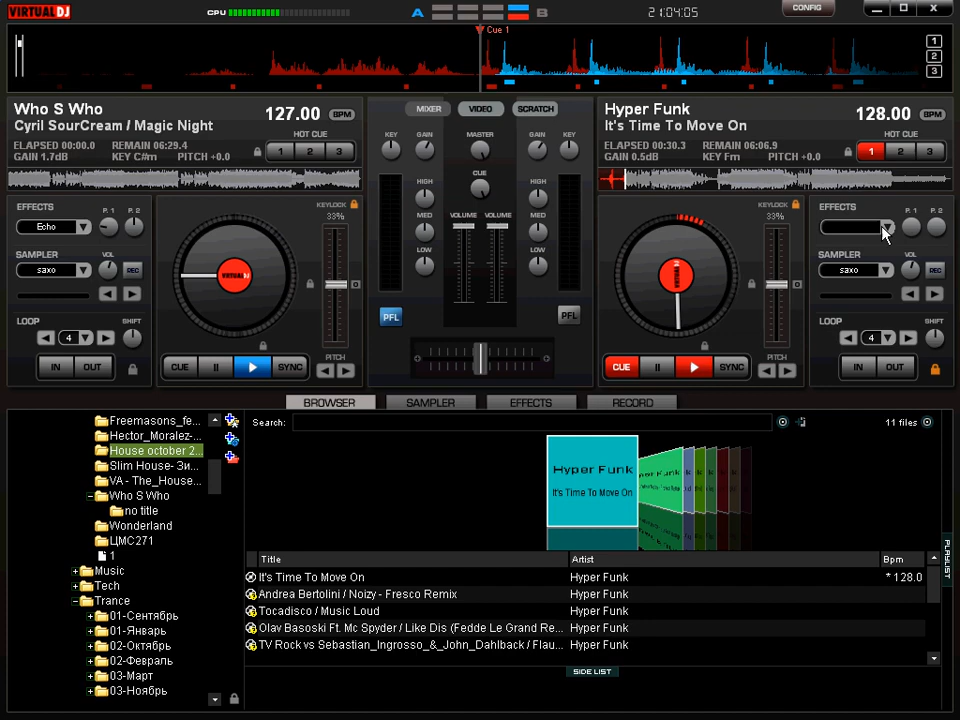 VIRTUAL DJ
CPU
A
B
21:04:05
CONFIG
Cue 1
1
2
3
Who S Who
Cyril SourCream / Magic Night
127.00 BPM
ELAPSED 00:00.0 REMAIN 06:29.4
GAIN 1.7dB KEY C#m PITCH +0.0
HOT CUE
1 2 3
MIXER VIDEO SCRATCH
Hyper Funk
It's Time To Move On
128.00 BPM
ELAPSED 00:30.3 REMAIN 06:06.9
GAIN 0.5dB KEY Fm PITCH +0.0
HOT CUE
1 2 3
KEY GAIN MASTER GAIN KEY
HIGH CUE HIGH
MED VOLUME VOLUME MED
LOW LOW
PFL PFL
EFFECTS P. 1 P. 2
Echo
SAMPLER VOL
saxo REC
LOOP SHIFT
4
IN OUT
KEYLOCK
33%
VIRTUAL DJ
0
CUE SYNC
PITCH
KEYLOCK
33%
0
CUE SYNC
PITCH
EFFECTS P. 1 P. 2
SAMPLER VOL
saxo REC
LOOP SHIFT
4
IN OUT
BROWSER SAMPLER EFFECTS RECORD
Freemasons_fe...
Hector_Moralez-...
House october 2...
Slim House- Зи...
VA - The_House...
Who S Who
no title
Wonderland
ЦМС271
1
Music
Tech
Trance
01-Сентябрь
01-Январь
02-Октябрь
02-Февраль
03-Март
03-Ноябрь
Search:
11 files
Hyper Funk
It's Time To Move On
Title Artist Bpm
It's Time To Move On Hyper Funk * 128.0
Andrea Bertolini / Noizy - Fresco Remix Hyper Funk
Tocadisco / Music Loud Hyper Funk
Olav Basoski Ft. Mc Spyder / Like Dis (Fedde Le Grand Re... Hyper Funk
TV Rock vs Sebastian_Ingrosso_&_John_Dahlback / Flau... Hyper Funk
PLAYLIST
SIDE LIST